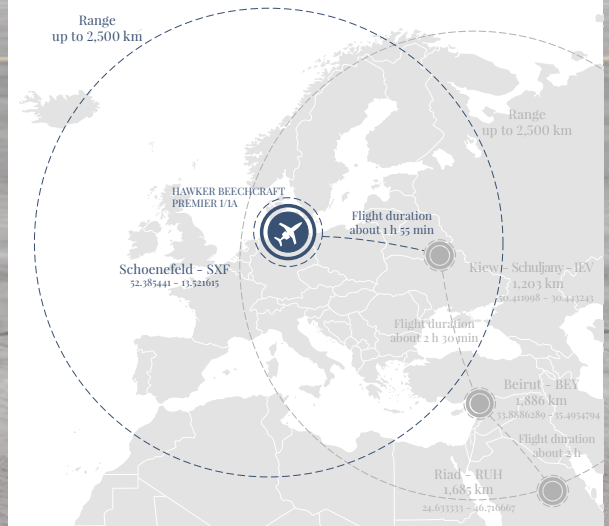 Range
up to 2,500 km
Range
up to 2,500 km
HAWKER BEECHCRAFT
PREMIER I/IA
Flight duration
about 1 h 55 min
Schoenefeld - SXF
52.385441 - 13.521615
Kiew - Schuljany - IEV
1,203 km
50.411998 - 30.443243
Flight duration
about 2 h 30 min
Beirut - BEY
1,886 km
33.8886289 - 35.4954794
Flight duration
about 2 h
Riad - RUH
1,685 km
24.633333 - 46.716667